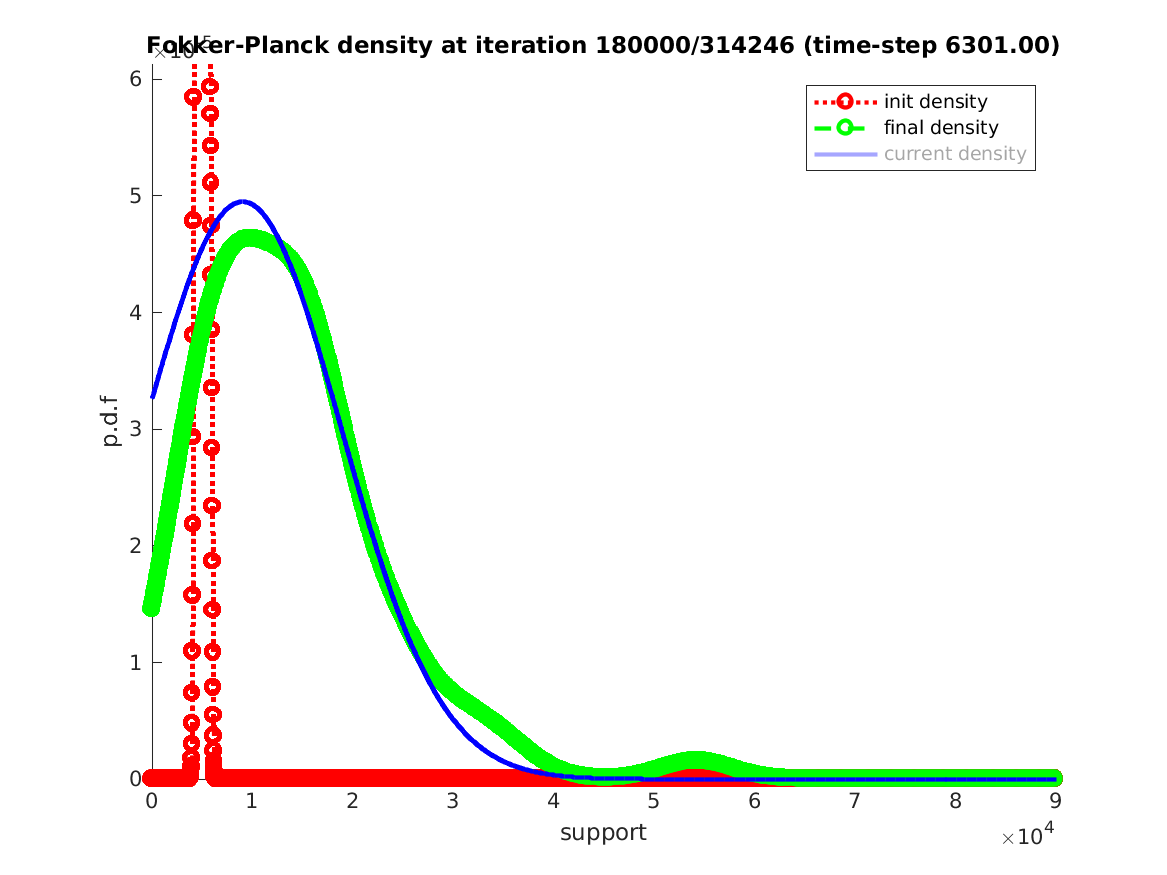 Fokker-Planck density at iteration 180000/314246 (time-step 6301.00)
init density
final density
current density
6
5
4
3
2
1
0
p.d.f
0 1 2 3 4 5 6 7 8 9
support
×10^4